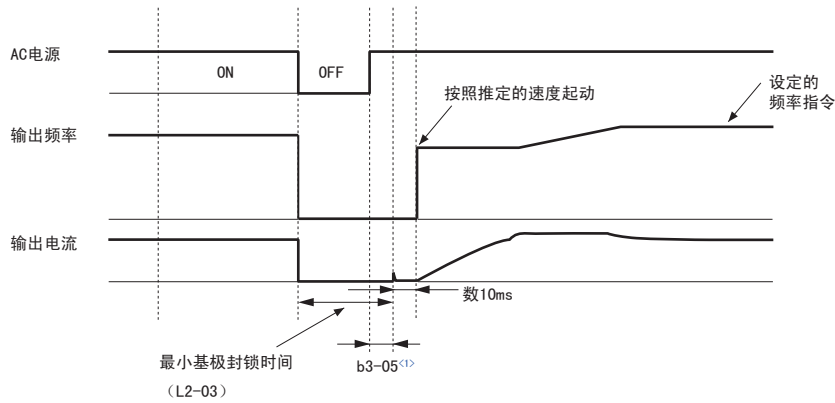 AC电源
ON
OFF
设定的
频率指令
按照推定的速度起动
输出频率
输出电流
数10ms
最小基极封锁时间
（L2-03）
b3-05<1>